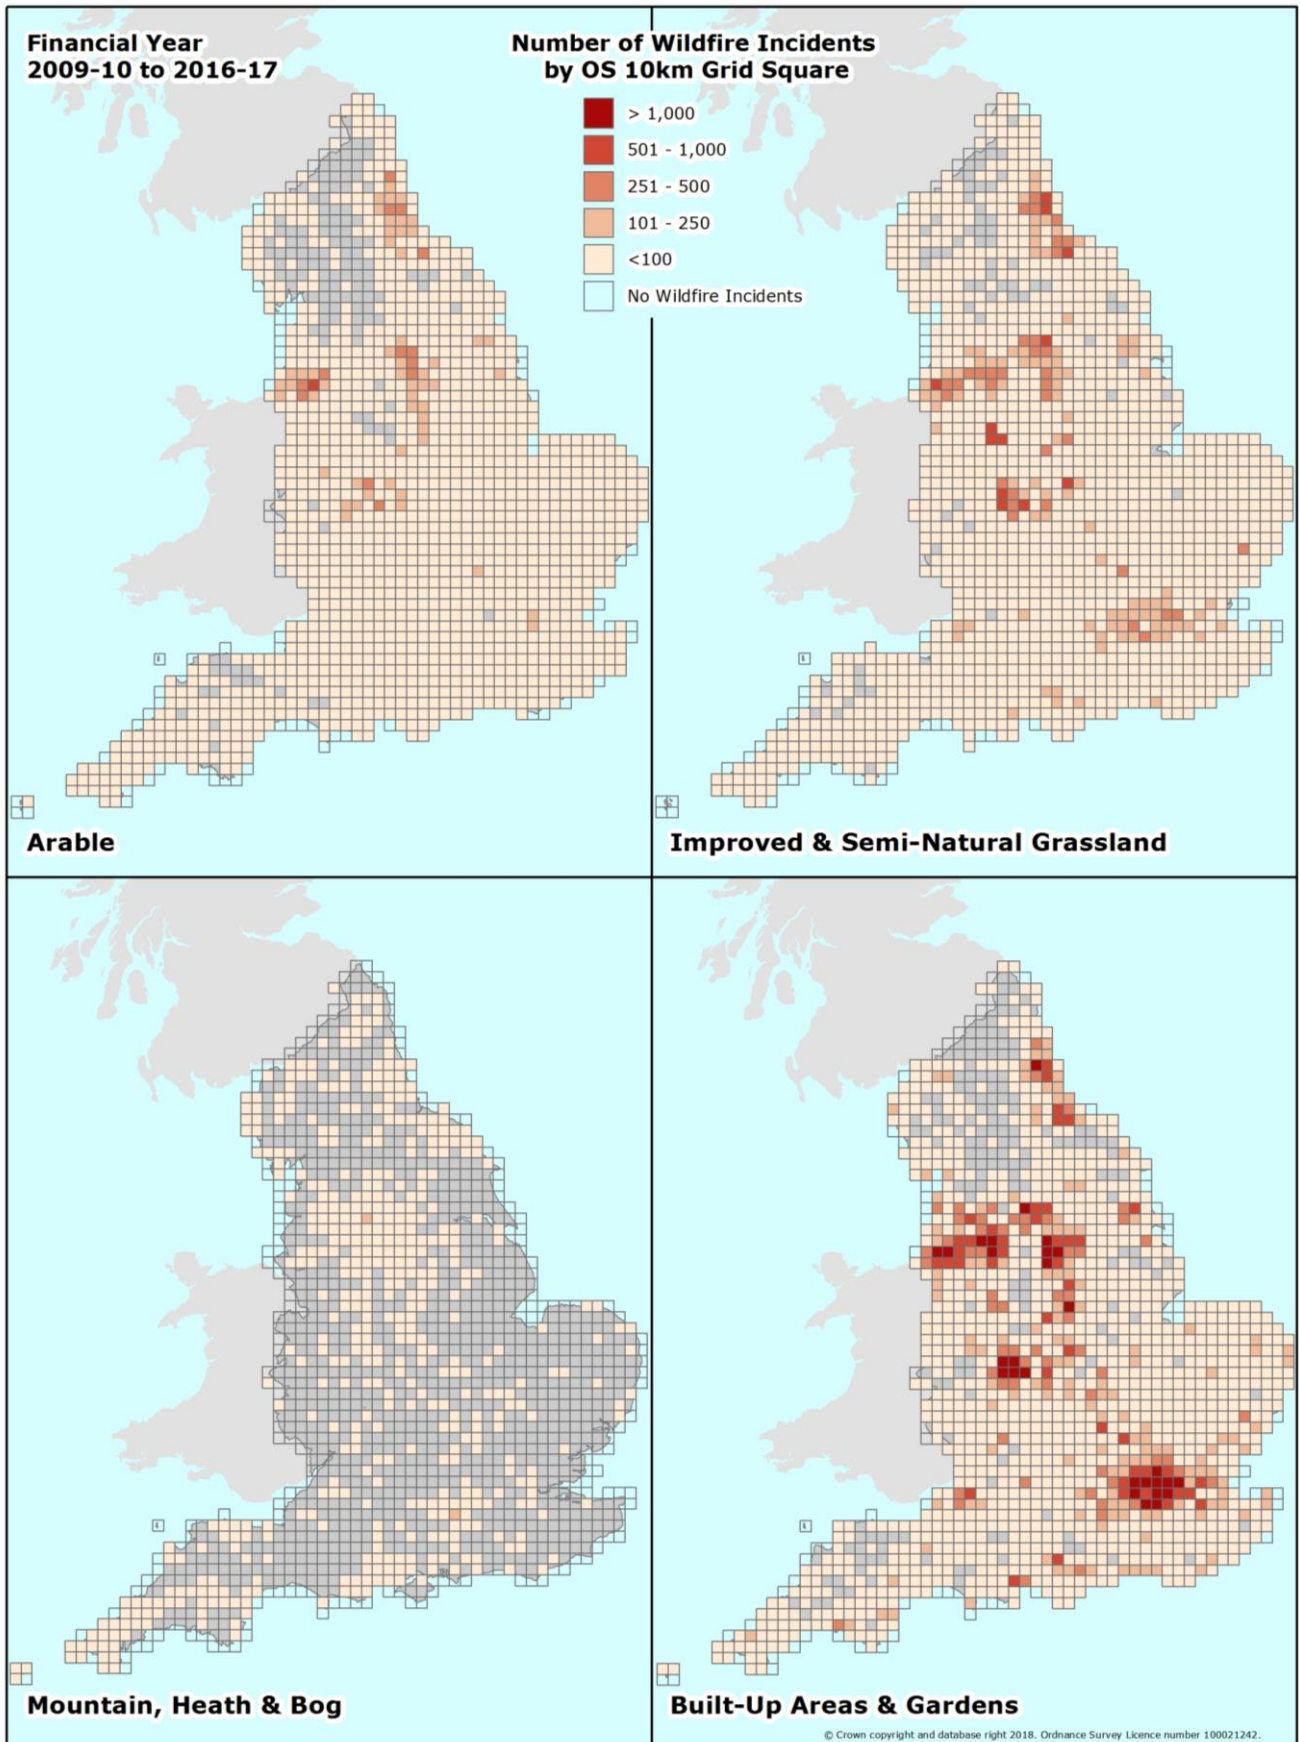 Financial Year
2009-10 to 2016-17
Number of Wildfire Incidents
by OS 10km Grid Square
> 1,000
501 - 1,000
251 - 500
101 - 250
<100
No Wildfire Incidents
Arable
Improved & Semi-Natural Grassland
Mountain, Heath & Bog
Built-Up Areas & Gardens
© Crown copyright and database right 2018. Ordnance Survey Licence number 100021242.